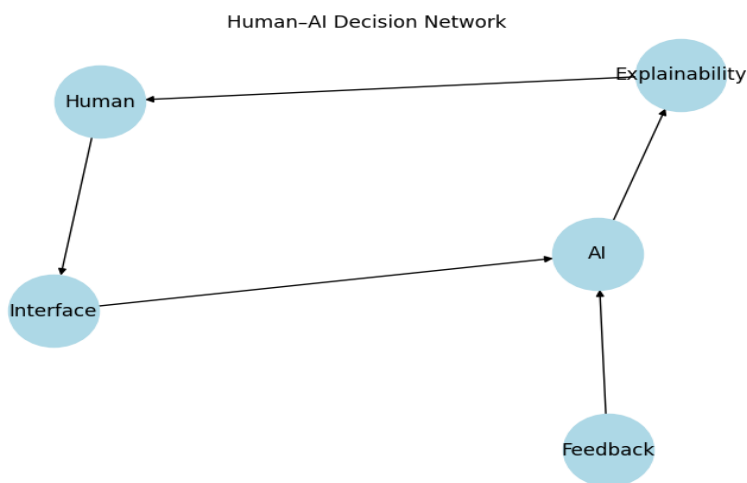 Human–AI Decision Network
Explainability
Human
AI
Interface
Feedback